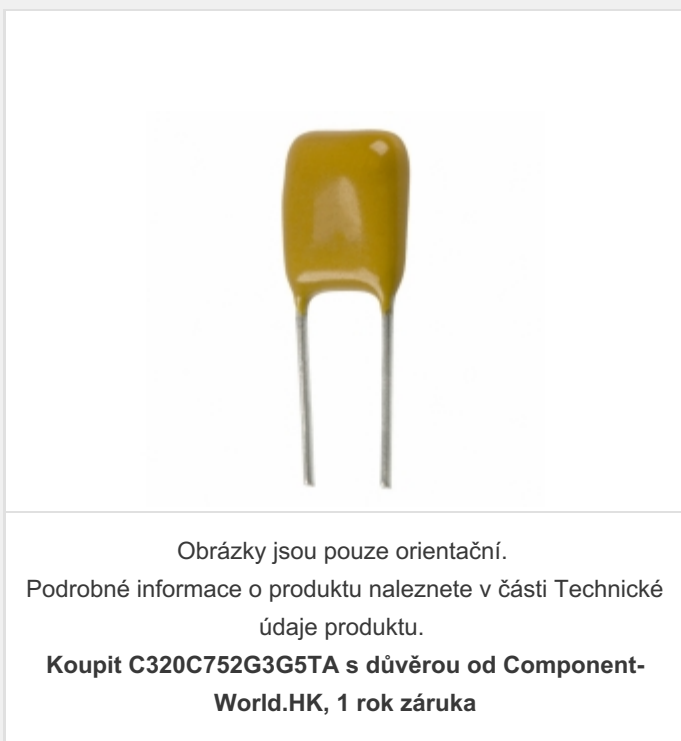 Obrázky jsou pouze orientační.
Podrobné informace o produktu naleznete v části Technické
údaje produktu.
Koupit C320C752G3G5TA s důvěrou od Component-
World.HK, 1 rok záruka